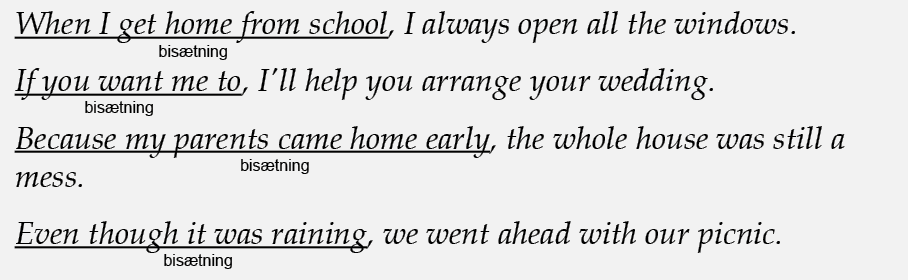 When I get home from school, I always open all the windows.
bisætning
If you want me to, I'll help you arrange your wedding.
bisætning
Because my parents came home early, the whole house was still a
bisætning
mess.
Even though it was raining, we went ahead with our picnic.
bisætning